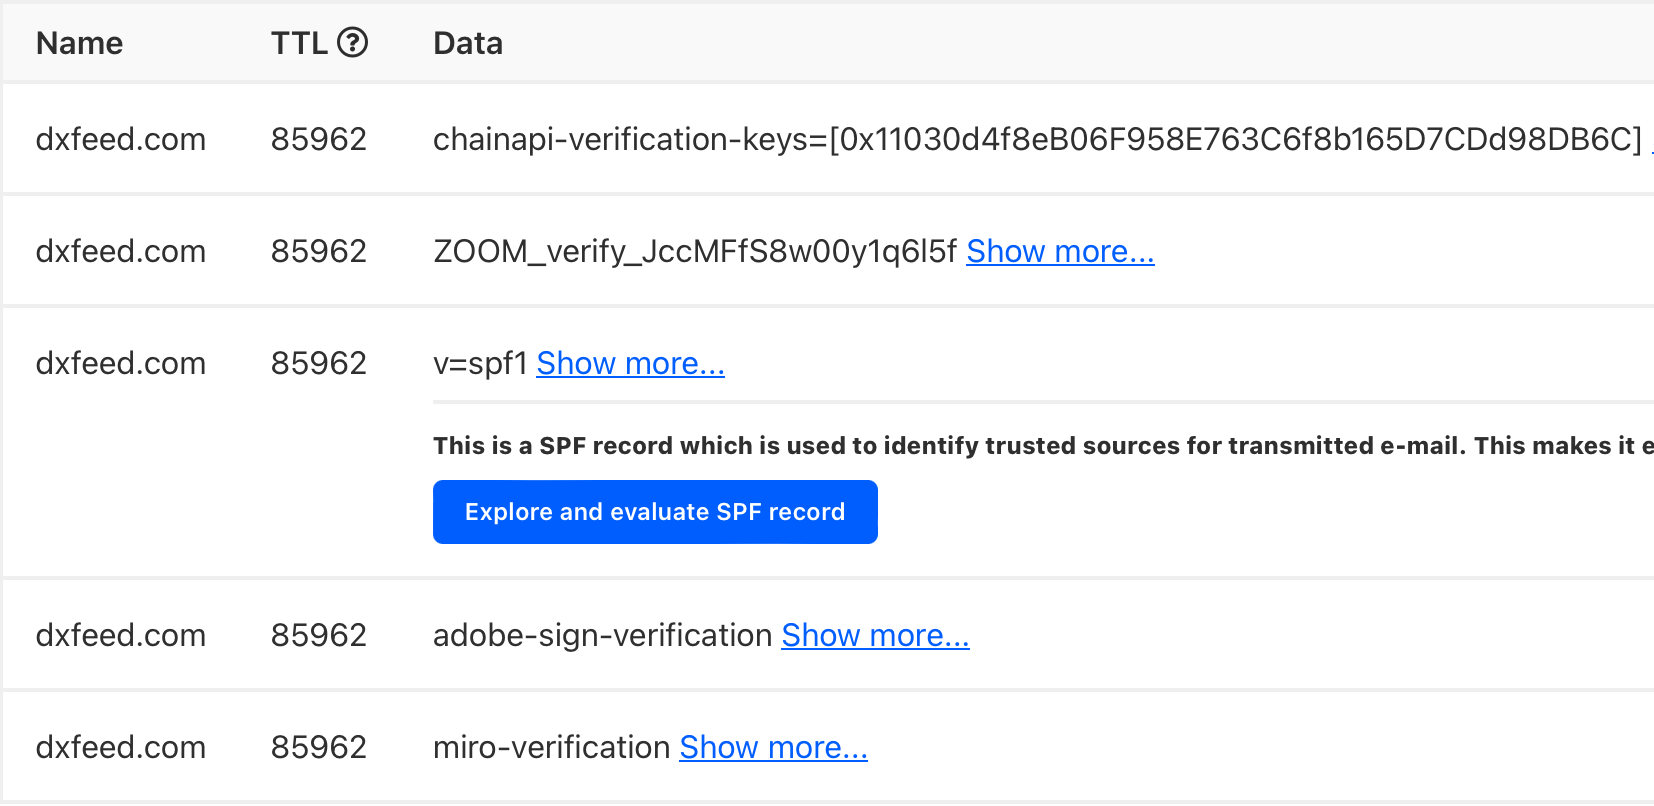 Name TTL ? Data
dxfeed.com 85962 chainapi-verification-keys=[0x11030d4f8eB06F958E763C6f8b165D7CDd98DB6C]
dxfeed.com 85962 ZOOM_verify_JccMFfS8w00y1q6l5f Show more...
dxfeed.com 85962 v=spf1 Show more...
This is a SPF record which is used to identify trusted sources for transmitted e-mail. This makes it e
Explore and evaluate SPF record
dxfeed.com 85962 adobe-sign-verification Show more...
dxfeed.com 85962 miro-verification Show more...